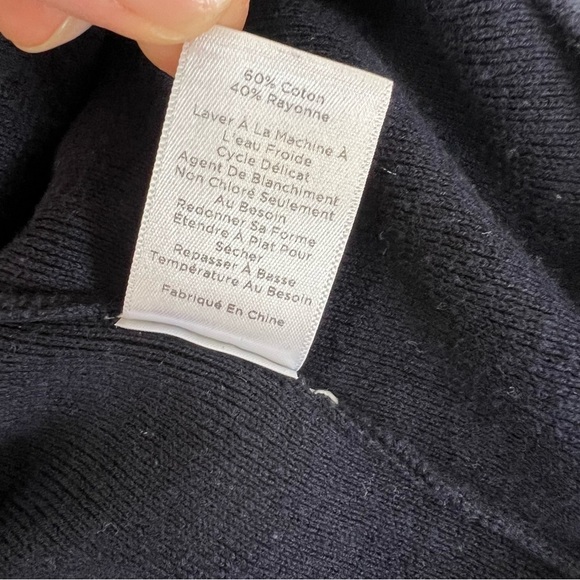 60% Coton
40% Rayonne
Laver À La Machine À
L'eau Froide
Cycle Délicat
Agent De Blanchiment
Non Chloré Seulement
Au Besoin
Redonner Sa Forme
Étendre À Plat Pour
Sécher
Repasser À Basse
Température Au Besoin
Fabriqué En Chine